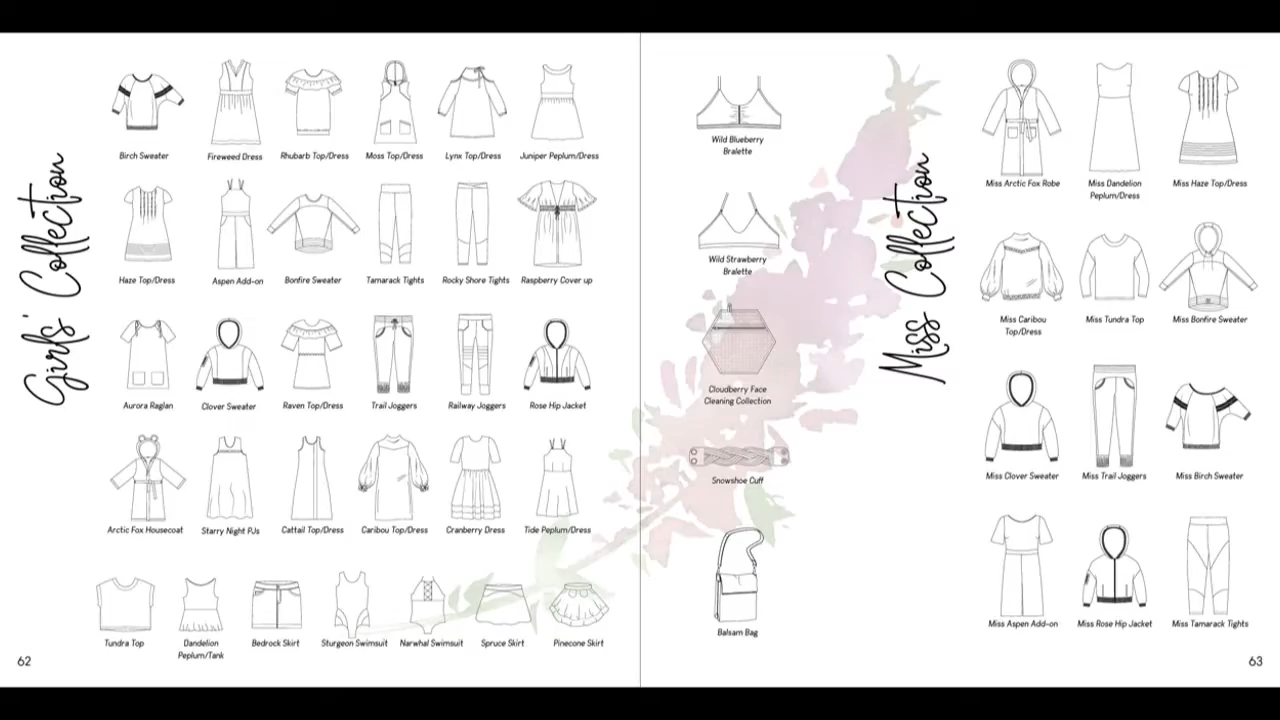 Girls' Collection
Birch Sweater
Fireweed Dress
Rhubarb Top/Dress
Moss Top/Dress
Lynx Top/Dress
Juniper Peplum/Dress
Haze Top/Dress
Aspen Add-on
Bonfire Sweater
Tamarack Tights
Rocky Shore Tights
Raspberry Cover up
Aurora Raglan
Clover Sweater
Raven Top/Dress
Trail Joggers
Railway Joggers
Rose Hip Jacket
Arctic Fox Housecoat
Starry Night PJs
Cattail Top/Dress
Caribou Top/Dress
Cranberry Dress
Tide Peplum/Dress
Tundra Top
Dandelion
Peplum/Tank
Bedrock Skirt
Sturgeon Swimsuit
Narwhal Swimsuit
Spruce Skirt
Pinecone Skirt
62
Wild Blueberry
Bralette
Wild Strawberry
Bralette
Cloudberry Face
Cleaning Collection
Snowshoe Cuff
Balsam Bag
Miss Collection
Miss Arctic Fox Robe
Miss Dandelion
Peplum/Dress
Miss Haze Top/Dress
Miss Caribou
Top/Dress
Miss Tundra Top
Miss Bonfire Sweater
Miss Clover Sweater
Miss Trail Joggers
Miss Birch Sweater
Miss Aspen Add-on
Miss Rose Hip Jacket
Miss Tamarack Tights
63